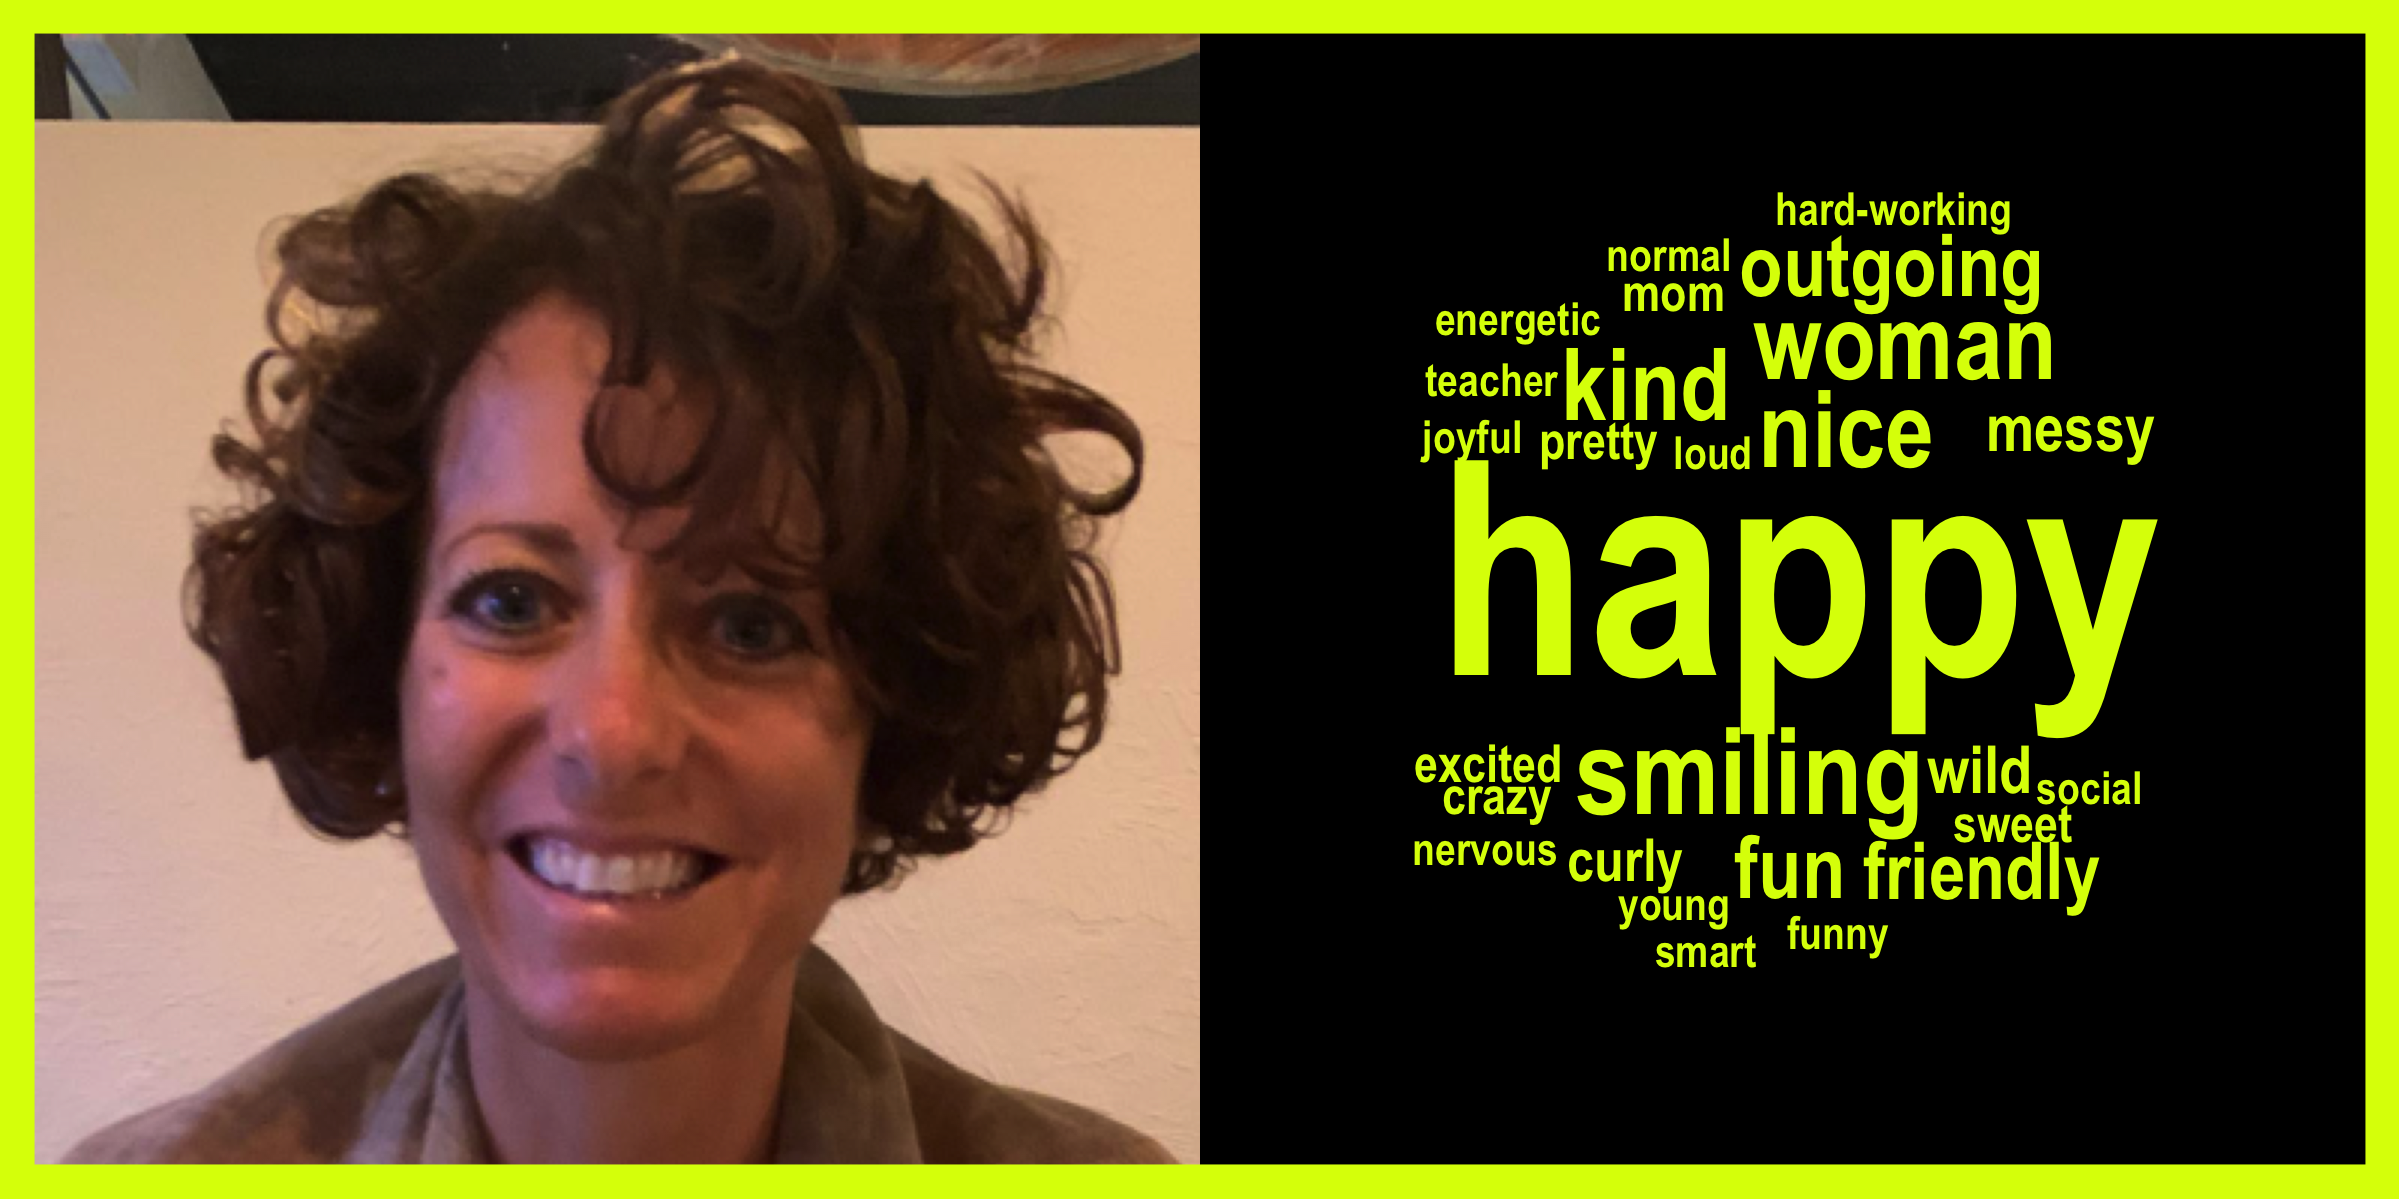 hard-working
normal outgoing
mom
energetic woman
teacher kind
joyful pretty loud nice messy
happy
excited smiling wild social
crazy sweet
nervous curly fun friendly
young
smart funny